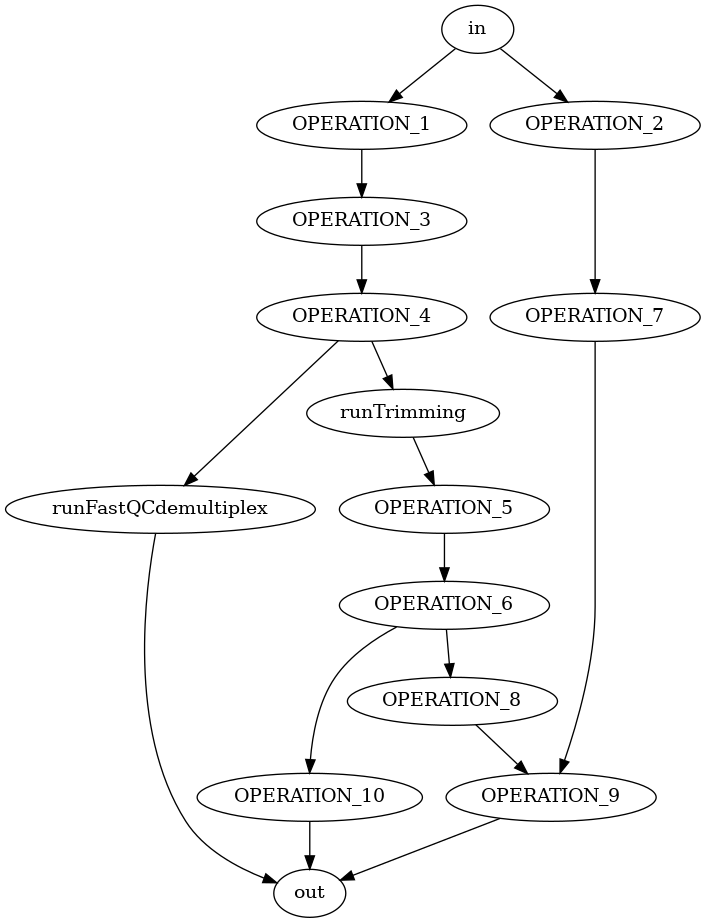 in
OPERATION_1
OPERATION_2
OPERATION_3
OPERATION_4
OPERATION_7
runTrimming
runFastQCdemultiplex
OPERATION_5
OPERATION_6
OPERATION_8
OPERATION_10
OPERATION_9
out